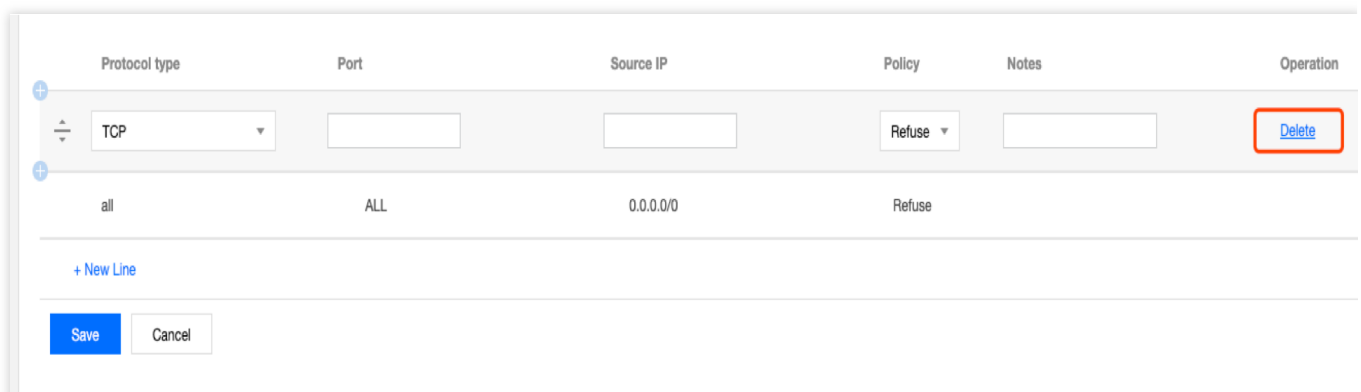 Protocol type Port Source IP Policy Notes Operation
TCP Refuse Delete
all ALL 0.0.0.0/0 Refuse
+ New Line
Save Cancel